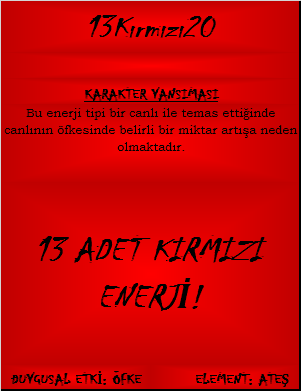 13Kırmızı20
KARAKTER YANSIMASI
Bu enerji tipi bir canlı ile temas ettiğinde
canlının öfkesinde belirli bir miktar artışa neden
olmaktadır.
13 ADET KIRMIZI
ENERJİ!
DUYGUSAL ETKİ: ÖFKE ELEMENT: ATEŞ